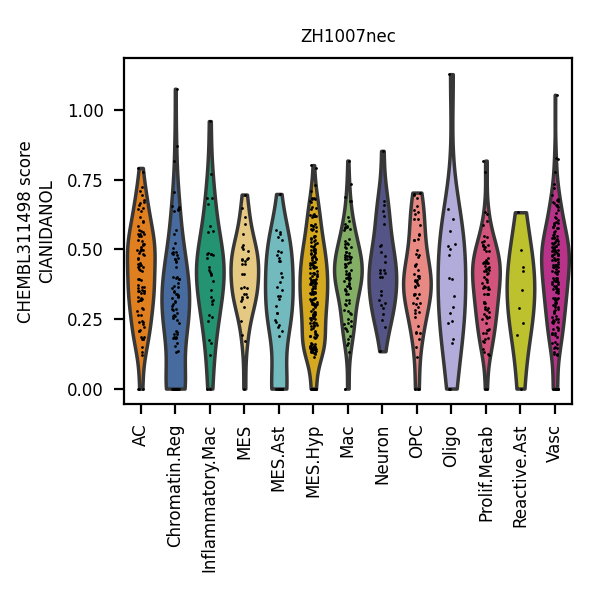 ZH1007nec
CHEMBL311498 score
CIANIDANOL
1.00
0.75
0.50
0.25
0.00
AC
Chromatin.Reg
Inflammatory.Mac
MES
MES.Ast
MES.Hyp
Mac
Neuron
OPC
Oligo
Prolif.Metab
Reactive.Ast
Vasc